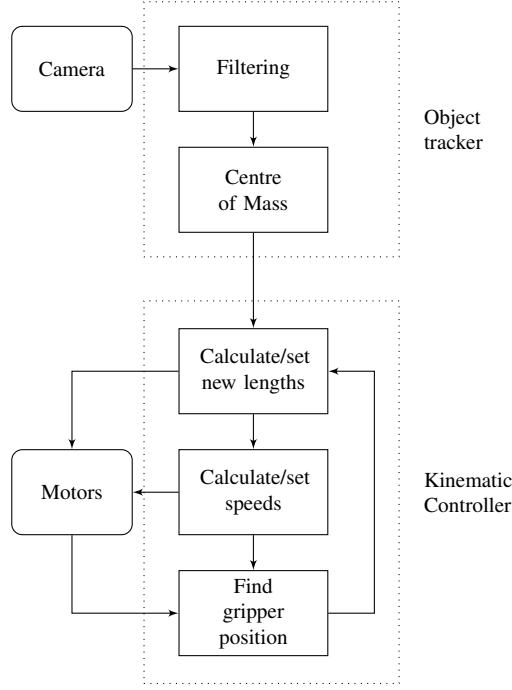 Camera
Filtering
Object
tracker
Centre
of Mass
Calculate/set
new lengths
Motors
Calculate/set
speeds
Kinematic
Controller
Find
gripper
position